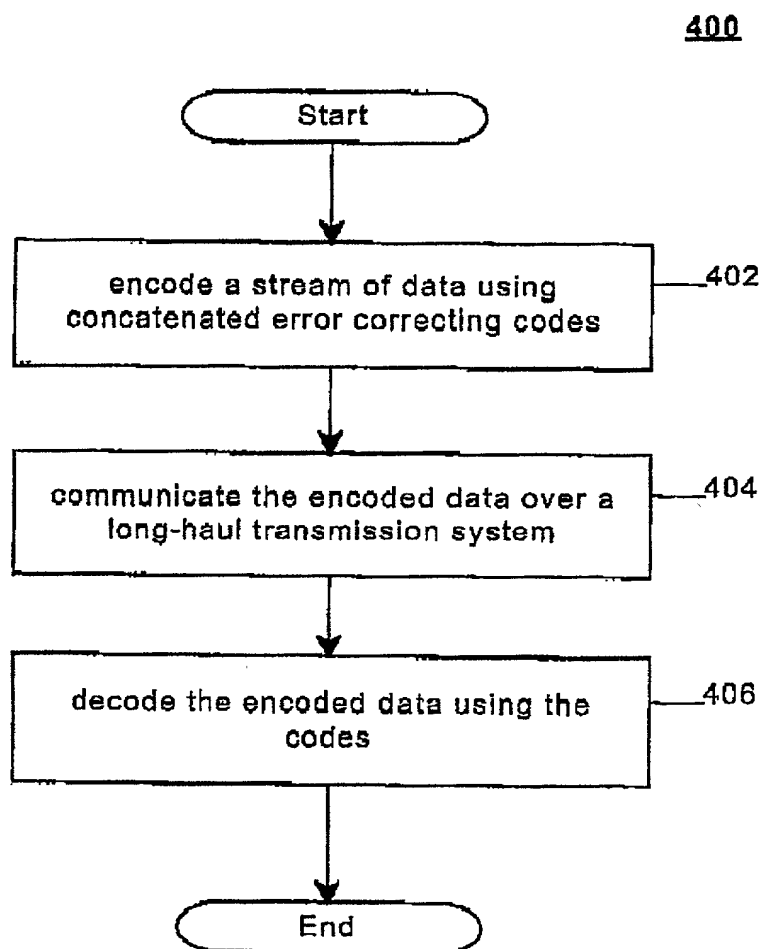 400
Start
encode a stream of data using
concatenated error correcting codes
402
communicate the encoded data over a
long-haul transmission system
404
decode the encoded data using the
codes
406
End